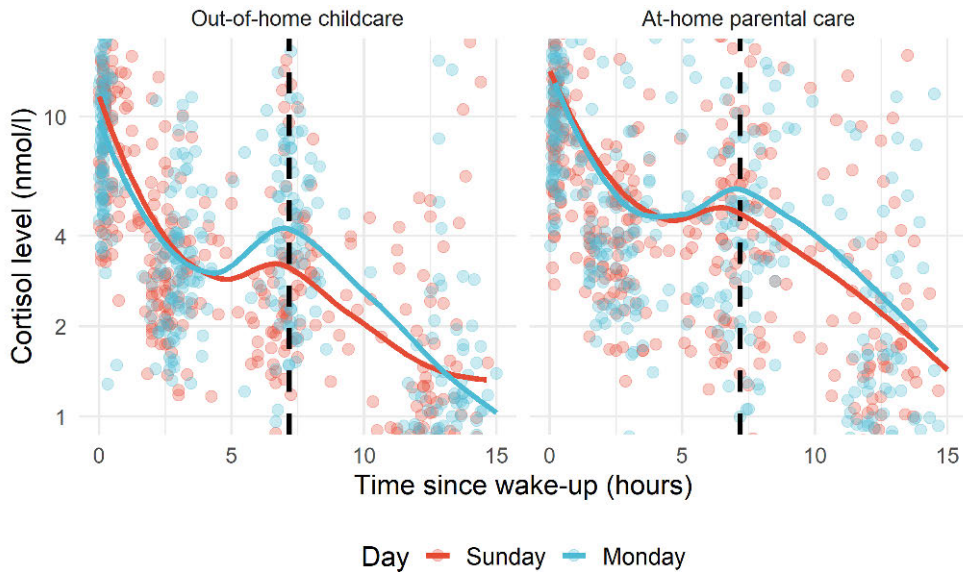 Out-of-home childcare
At-home parental care
Cortisol level (nmol/l)
10
4
2
1
0 5 10 15
0 5 10 15
Time since wake-up (hours)
Day Sunday Monday